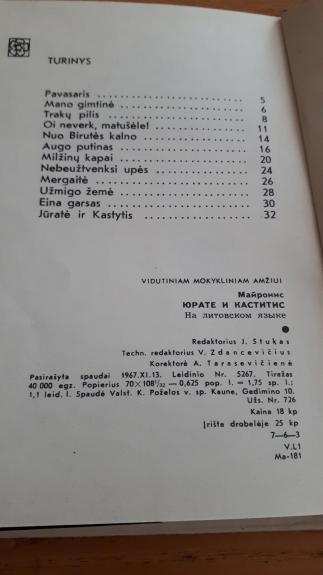 TURINYS
Pavasaris 5
Mano gimtinė 6
Trakų pilis 8
Oi neverk, matušėle! 11
Nuo Birutės kalno 14
Augo putinas 16
Milžinų kapai 20
Nebeužtvenksi upės 24
Mergaitė 26
Užmigo žemė 28
Eina garsas 30
Jūratė ir Kastytis 32
VIDUTINIAM MOKYKLINIAM AMŽIUI
Майронис
ЮРАТЕ И КАСТИТИС
На литовском языке
Redaktorius J. Stukas
Techn. redaktorius V. Zdancevičius
Korektorė A. Tarasevičienė
Pasirašyta spaudai 1967.XI.13. Leidinio Nr. 5267. Tiražas
40 000 egz. Popierius 70×108¹/₃₂ — 0,625 pop. l. = 1,75 sp. l.;
1,1 leid. l. Spaudė Valst. K. Poželos v. sp. Kaune, Gedimino 10.
Užs. Nr. 726
Kaina 18 kp
Įrišta drobelėje 25 kp
7—6—3
V.L1
Ma-181